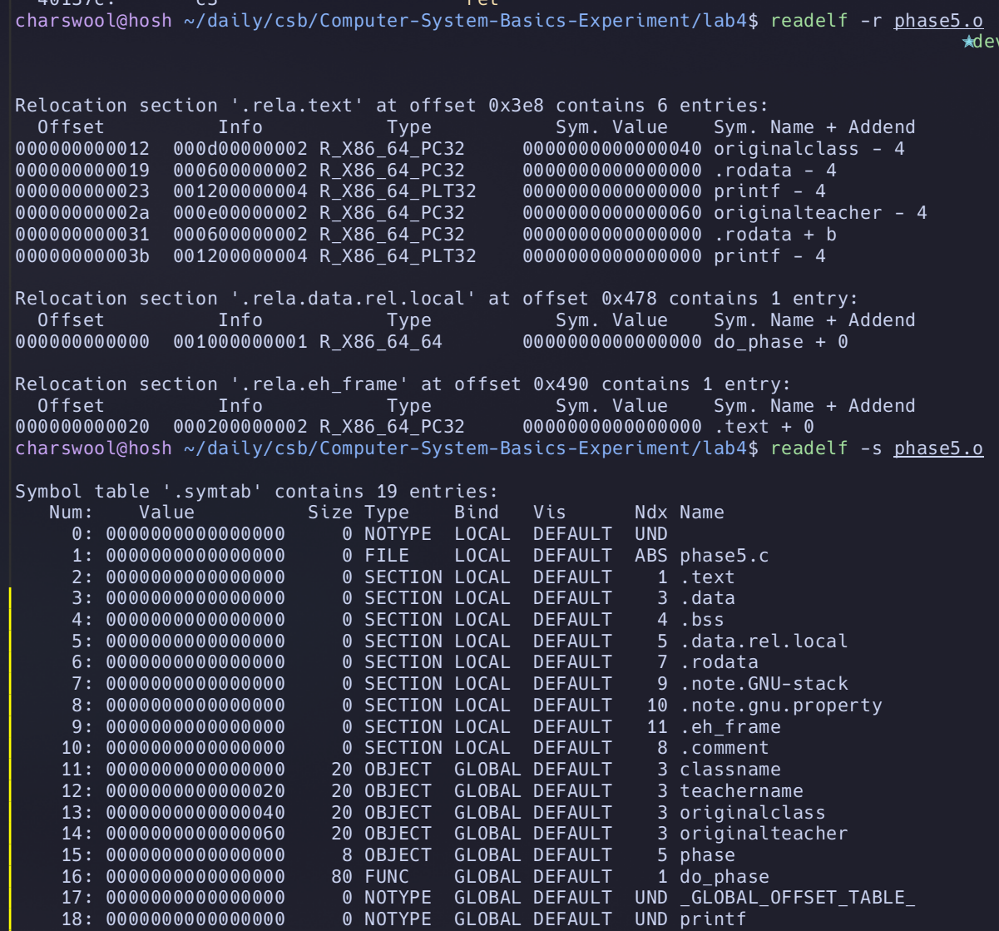 40137c: c3 ret
charswool@hosh ~/daily/csb/Computer-System-Basics-Experiment/lab4$ readelf -r phase5.o
★dev
Relocation section '.rela.text' at offset 0x3e8 contains 6 entries:
  Offset          Info           Type           Sym. Value    Sym. Name + Addend
000000000012  000d00000002 R_X86_64_PC32     0000000000000040 originalclass - 4
000000000019  000600000002 R_X86_64_PC32     0000000000000000 .rodata - 4
000000000023  001200000004 R_X86_64_PLT32    0000000000000000 printf - 4
00000000002a  000e00000002 R_X86_64_PC32     0000000000000060 originalteacher - 4
000000000031  000600000002 R_X86_64_PC32     0000000000000000 .rodata + b
00000000003b  001200000004 R_X86_64_PLT32    0000000000000000 printf - 4
Relocation section '.rela.data.rel.local' at offset 0x478 contains 1 entry:
  Offset          Info           Type           Sym. Value    Sym. Name + Addend
000000000000  001000000001 R_X86_64_64       0000000000000000 do_phase + 0
Relocation section '.rela.eh_frame' at offset 0x490 contains 1 entry:
  Offset          Info           Type           Sym. Value    Sym. Name + Addend
000000000020  000200000002 R_X86_64_PC32     0000000000000000 .text + 0
charswool@hosh ~/daily/csb/Computer-System-Basics-Experiment/lab4$ readelf -s phase5.o
Symbol table '.symtab' contains 19 entries:
   Num:    Value          Size Type    Bind   Vis      Ndx Name
     0: 0000000000000000     0 NOTYPE  LOCAL  DEFAULT  UND
     1: 0000000000000000     0 FILE    LOCAL  DEFAULT  ABS phase5.c
     2: 0000000000000000     0 SECTION LOCAL  DEFAULT    1 .text
     3: 0000000000000000     0 SECTION LOCAL  DEFAULT    3 .data
     4: 0000000000000000     0 SECTION LOCAL  DEFAULT    4 .bss
     5: 0000000000000000     0 SECTION LOCAL  DEFAULT    5 .data.rel.local
     6: 0000000000000000     0 SECTION LOCAL  DEFAULT    7 .rodata
     7: 0000000000000000     0 SECTION LOCAL  DEFAULT    9 .note.GNU-stack
     8: 0000000000000000     0 SECTION LOCAL  DEFAULT   10 .note.gnu.property
     9: 0000000000000000     0 SECTION LOCAL  DEFAULT   11 .eh_frame
    10: 0000000000000000     0 SECTION LOCAL  DEFAULT    8 .comment
    11: 0000000000000000    20 OBJECT  GLOBAL DEFAULT    3 classname
    12: 0000000000000020    20 OBJECT  GLOBAL DEFAULT    3 teachername
    13: 0000000000000040    20 OBJECT  GLOBAL DEFAULT    3 originalclass
    14: 0000000000000060    20 OBJECT  GLOBAL DEFAULT    3 originalteacher
    15: 0000000000000000     8 OBJECT  GLOBAL DEFAULT    5 phase
    16: 0000000000000000    80 FUNC    GLOBAL DEFAULT    1 do_phase
    17: 0000000000000000     0 NOTYPE  GLOBAL DEFAULT  UND _GLOBAL_OFFSET_TABLE_
    18: 0000000000000000     0 NOTYPE  GLOBAL DEFAULT  UND printf